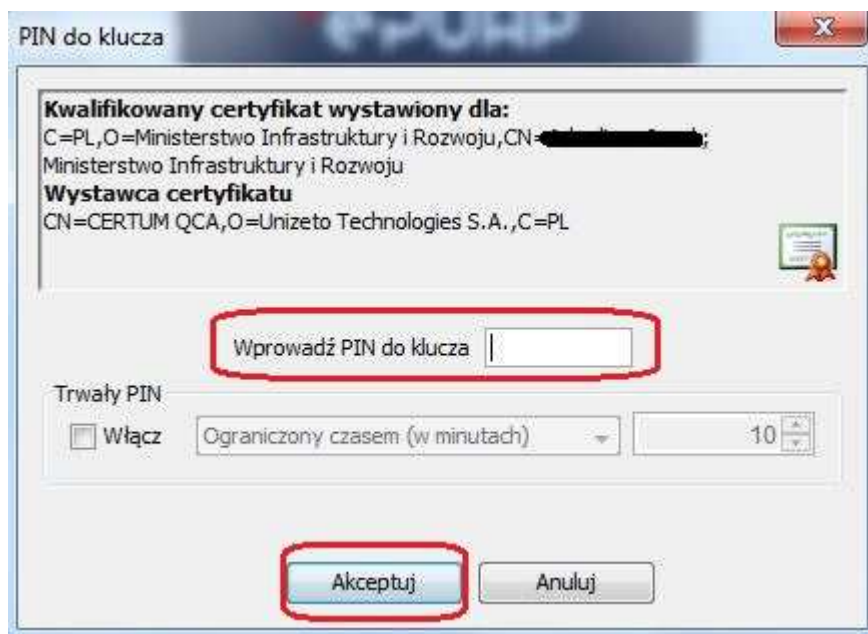 ePUAP
PIN do klucza
Kwalifikowany certyfikat wystawiony dla:
C=PL,O=Ministerstwo Infrastruktury i Rozwoju,CN=
Ministerstwo Infrastruktury i Rozwoju
Wystawca certyfikatu
CN=CERTUM QCA,O=Unizeto Technologies S.A.,C=PL
Wprowadź PIN do klucza
Trwały PIN
Włącz Ograniczony czasem (w minutach) 10
Akceptuj Anuluj